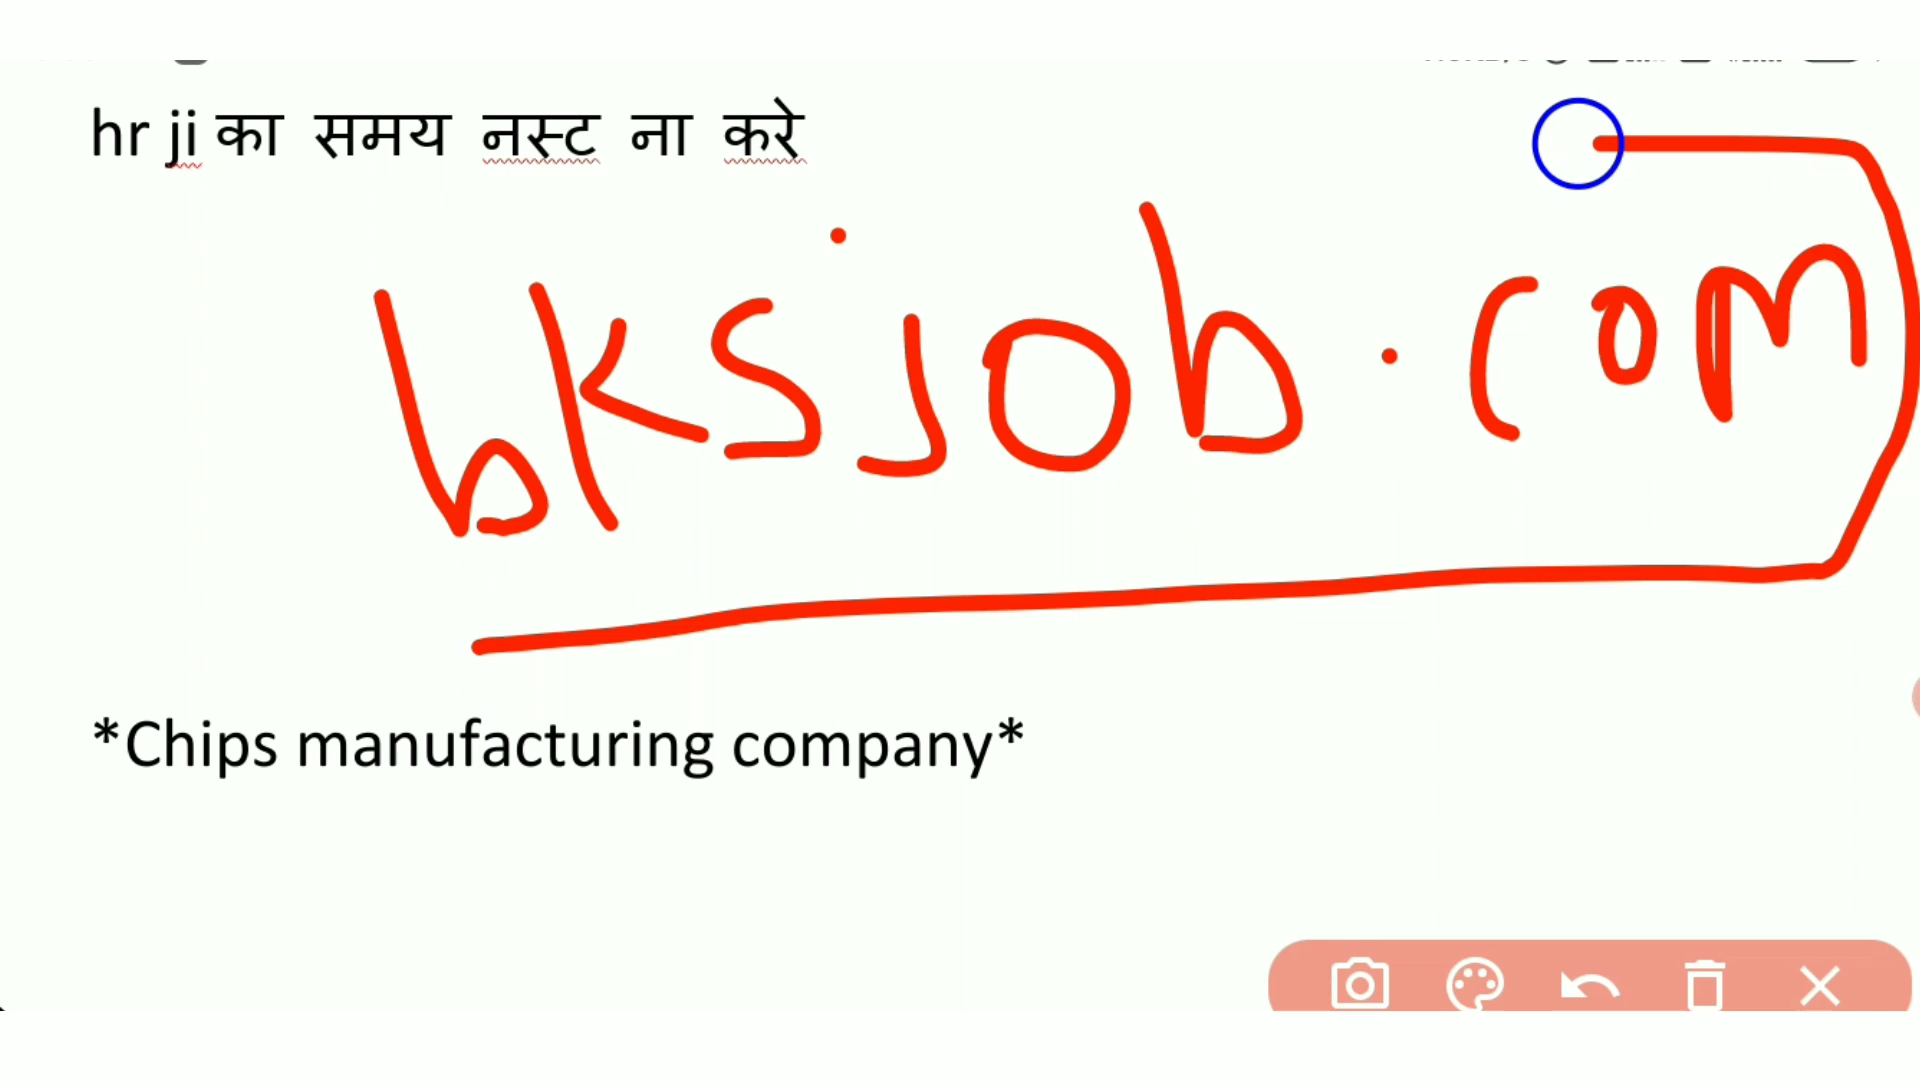 hr ji का समय नस्ट ना करे
bksjob.com
*Chips manufacturing company*